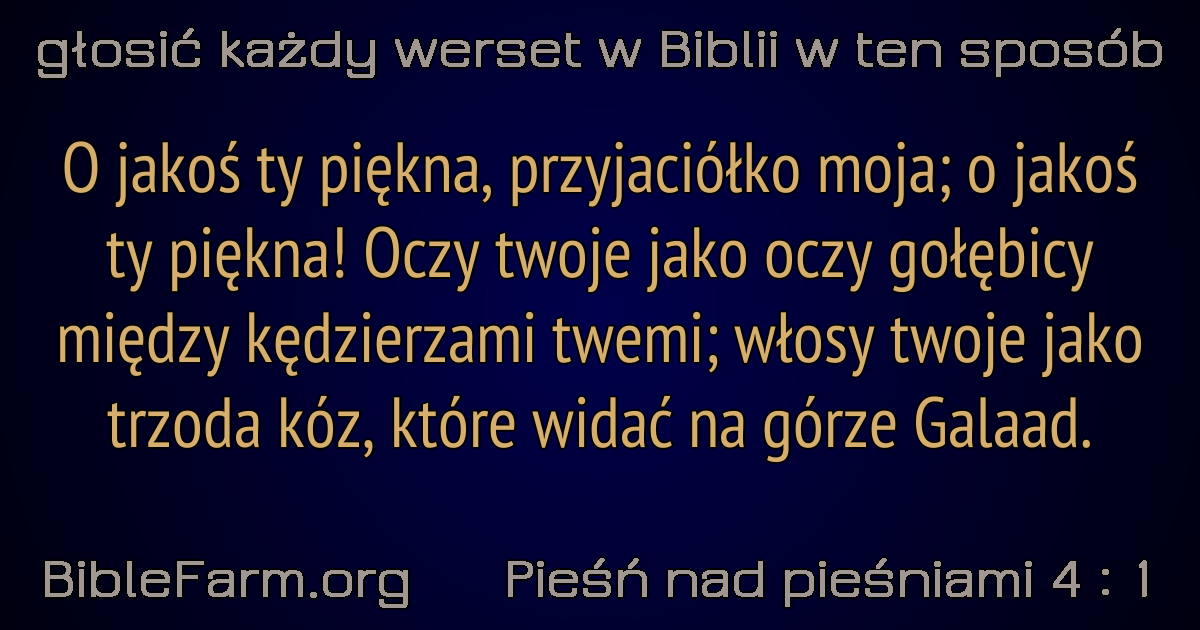 głosić każdy werset w Biblii w ten sposób
O jakoś ty piękna, przyjaciółko moja; o jakoś
ty piękna! Oczy twoje jako oczy gołębicy
między kędzierzami twemi; włosy twoje jako
trzoda kóz, które widać na górze Galaad.
BibleFarm.org Pieśń nad pieśniami 4 : 1